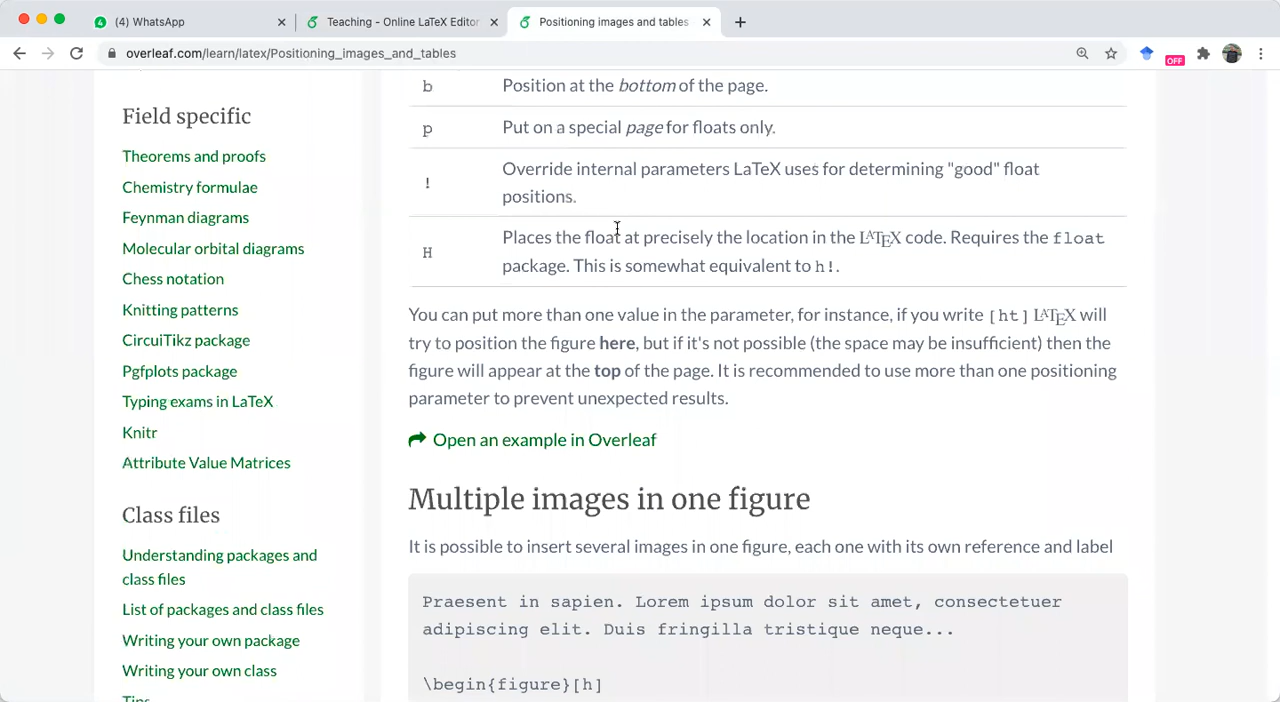 (4) WhatsApp
Teaching - Online LaTeX Editor
Positioning images and tables
overleaf.com/learn/latex/Positioning_images_and_tables
OFF
Field specific
Theorems and proofs
Chemistry formulae
Feynman diagrams
Molecular orbital diagrams
Chess notation
Knitting patterns
CircuiTikz package
Pgfplots package
Typing exams in LaTeX
Knitr
Attribute Value Matrices
Class files
Understanding packages and
class files
List of packages and class files
Writing your own package
Writing your own class
Tips
b Position at the bottom of the page.
p Put on a special page for floats only.
! Override internal parameters LaTeX uses for determining "good" float
positions.
H Places the float at precisely the location in the LATEX code. Requires the float
package. This is somewhat equivalent to h!.
You can put more than one value in the parameter, for instance, if you write [ht] LATEX will
try to position the figure here, but if it's not possible (the space may be insufficient) then the
figure will appear at the top of the page. It is recommended to use more than one positioning
parameter to prevent unexpected results.
Open an example in Overleaf
Multiple images in one figure
It is possible to insert several images in one figure, each one with its own reference and label
Praesent in sapien. Lorem ipsum dolor sit amet, consectetuer
adipiscing elit. Duis fringilla tristique neque...
\begin{figure}[h]